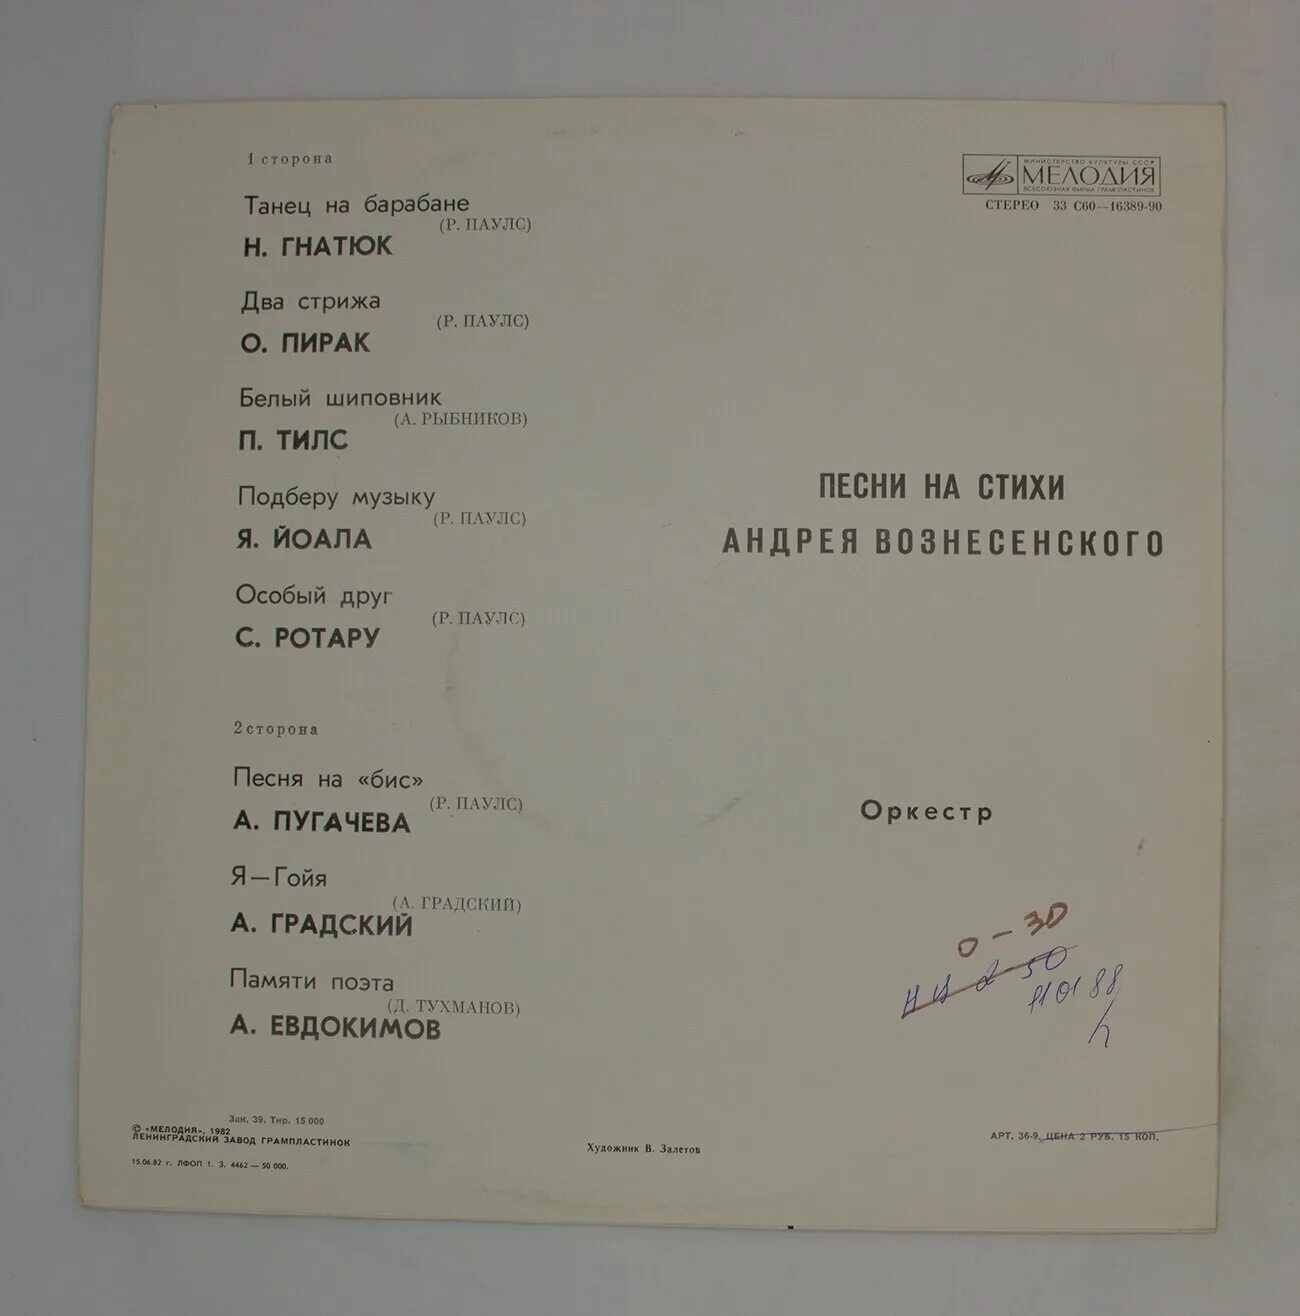 1 сторона
Танец на барабане
(Р. ПАУЛС)
Н. ГНАТЮК
Два стрижа
(Р. ПАУЛС)
О. ПИРАК
Белый шиповник
(А. РЫБНИКОВ)
П. ТИЛС
Подберу музыку
(Р. ПАУЛС)
Я. ЙОАЛА
Особый друг
(Р. ПАУЛС)
С. РОТАРУ
2 сторона
Песня на «бис»
(Р. ПАУЛС)
А. ПУГАЧЕВА
Я—Гойя
(А. ГРАДСКИЙ)
А. ГРАДСКИЙ
Памяти поэта
(Д. ТУХМАНОВ)
А. ЕВДОКИМОВ
МИНИСТЕРСТВО КУЛЬТУРЫ СССР
МЕЛОДИЯ
ВСЕСОЮЗНАЯ ФИРМА ГРАМПЛАСТИНОК
СТЕРЕО 33 С60—16389-90
ПЕСНИ НА СТИХИ
АНДРЕЯ ВОЗНЕСЕНСКОГО
Оркестр
0-30
2-50
110188
Зак. 39. Тир. 15 000
© «МЕЛОДИЯ», 1982
ЛЕНИНГРАДСКИЙ ЗАВОД ГРАМПЛАСТИНОК
15.06.82 г. ЛФОП 1. З. 4462 — 50 000.
Художник В. Залетов
АРТ. 36-9. ЦЕНА 2 РУБ. 15 КОП.